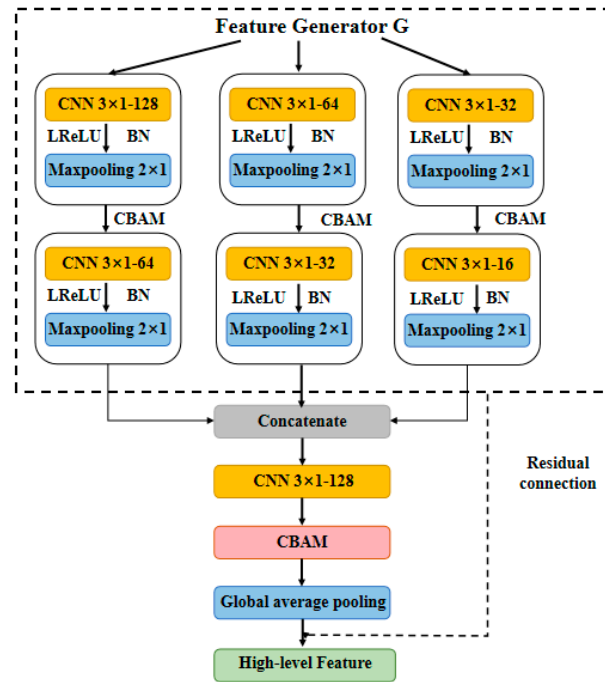 Feature Generator G
CNN 3×1-128
CNN 3×1-64
CNN 3×1-32
LReLU BN
LReLU BN
LReLU BN
Maxpooling 2×1
Maxpooling 2×1
Maxpooling 2×1
CBAM
CBAM
CBAM
CNN 3×1-64
CNN 3×1-32
CNN 3×1-16
LReLU BN
LReLU BN
LReLU BN
Maxpooling 2×1
Maxpooling 2×1
Maxpooling 2×1
Concatenate
CNN 3×1-128
Residual
connection
CBAM
Global average pooling
High-level Feature